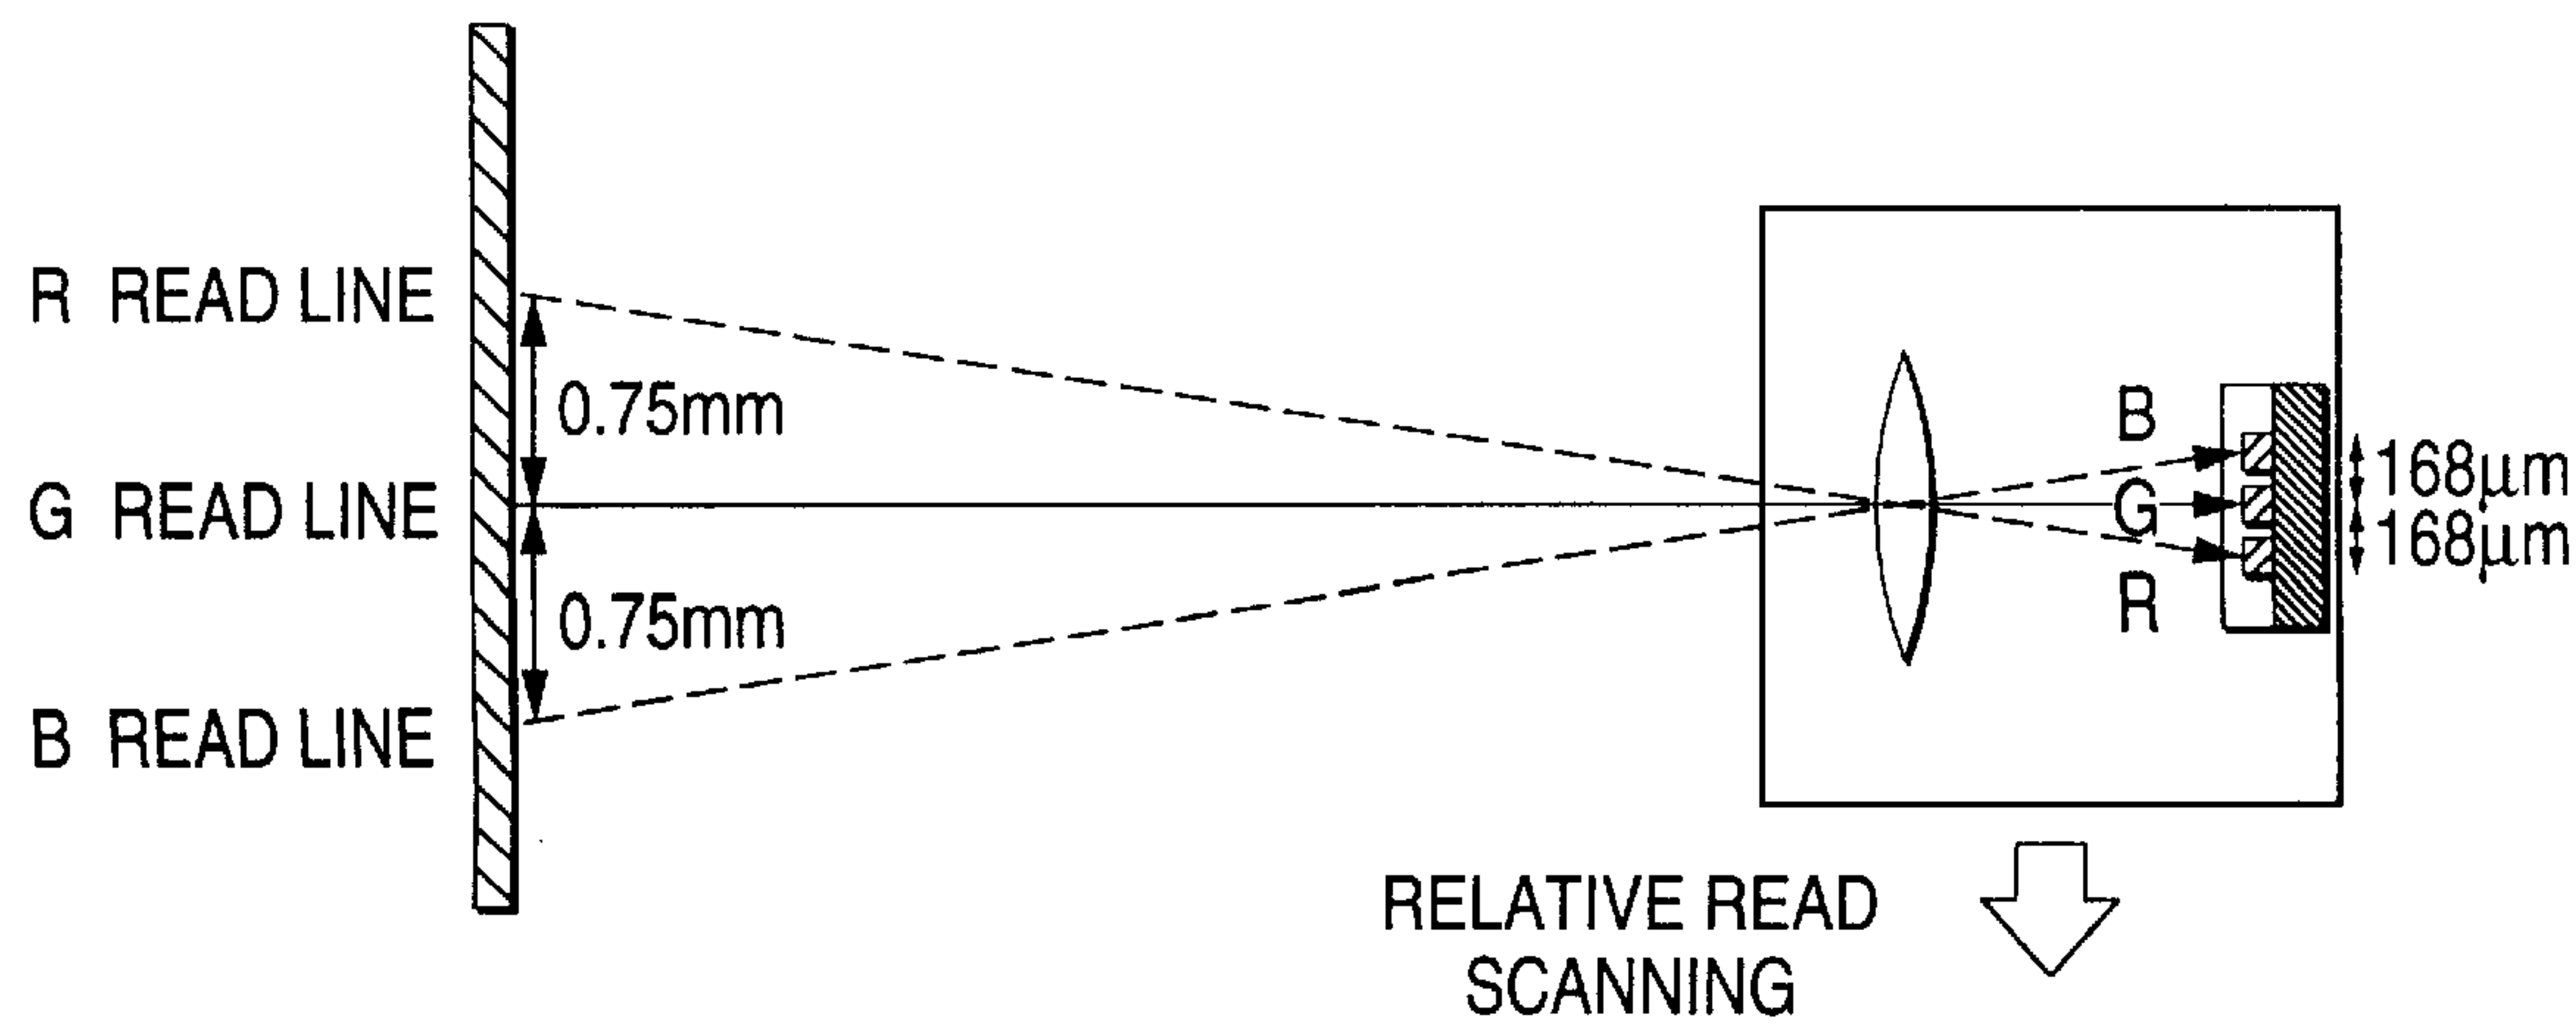 R READ LINE
0.75mm
G READ LINE
0.75mm
B READ LINE
B
G
R
168μm
168μm
RELATIVE READ
SCANNING